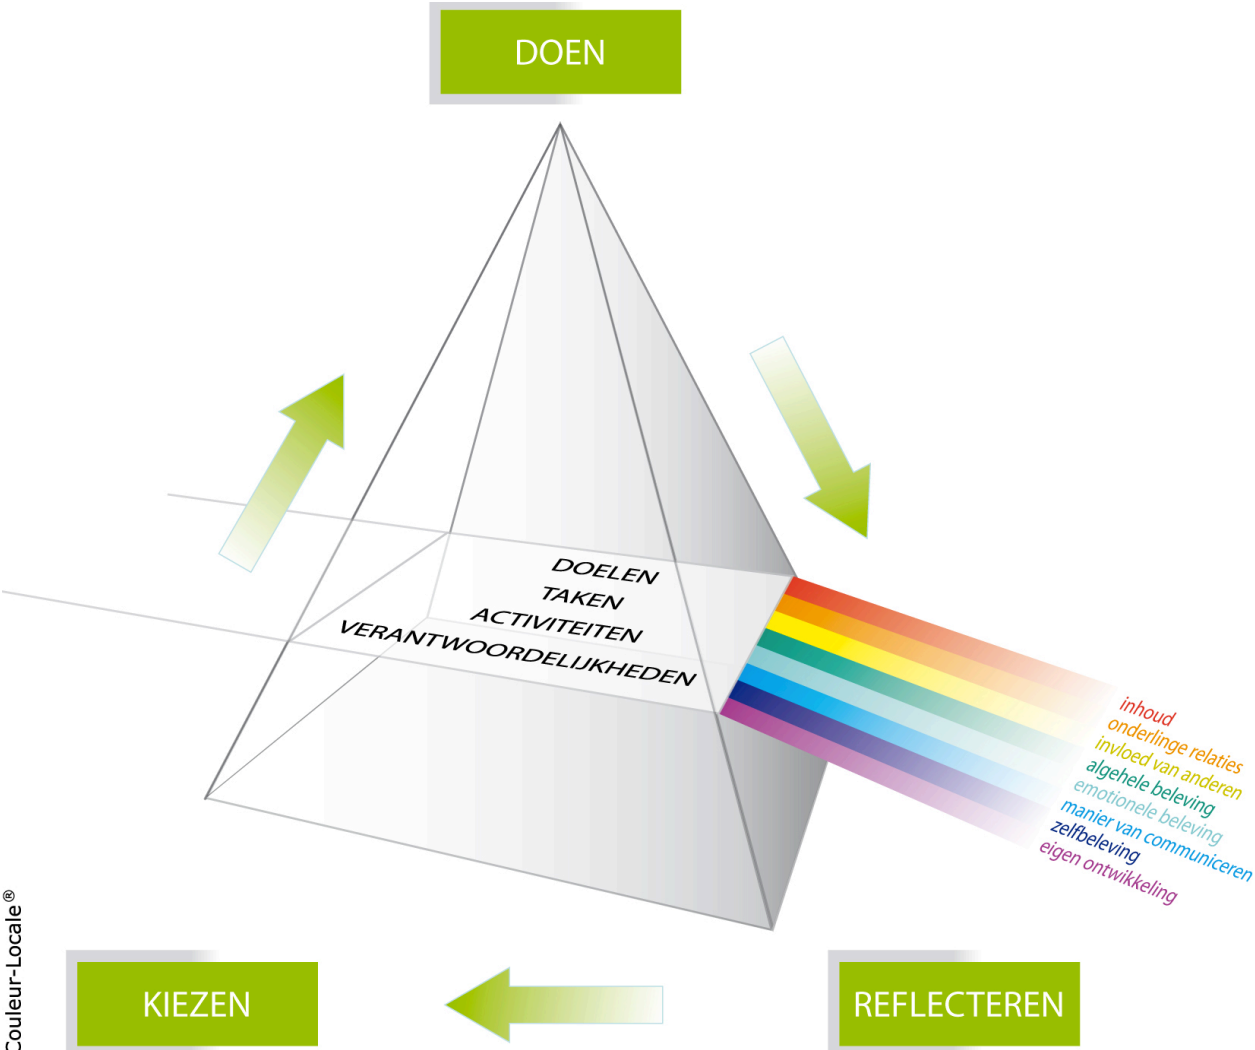 DOEN
DOELEN
TAKEN
ACTIVITEITEN
VERANTWOORDELIJKHEDEN
inhoud
onderlinge relaties
invloed van anderen
algehele beleving
emotionele beleving
manier van communiceren
zelfbeleving
eigen ontwikkeling
KIEZEN
REFLECTEREN
Couleur-Locale®